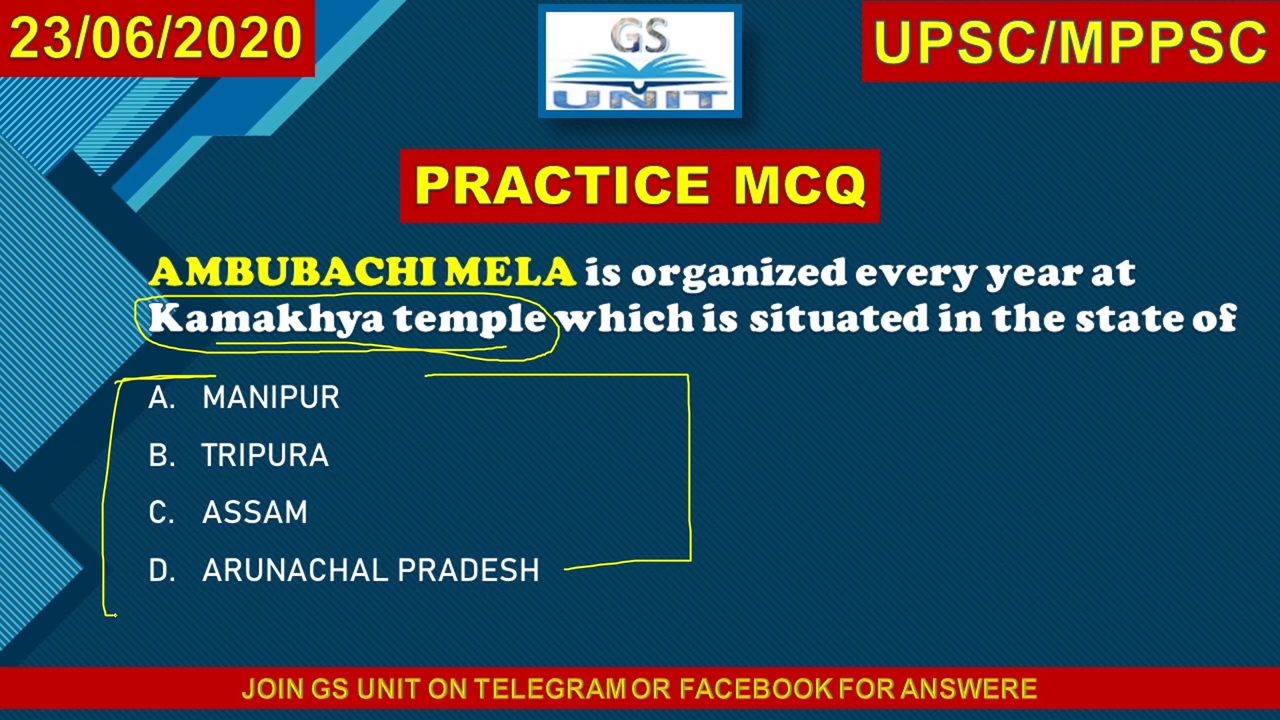 23/06/2020
GS
UNIT
UPSC/MPPSC
PRACTICE MCQ
AMBUBACHI MELA is organized every year at
Kamakhya temple which is situated in the state of
A. MANIPUR
B. TRIPURA
C. ASSAM
D. ARUNACHAL PRADESH
JOIN GS UNIT ON TELEGRAM OR FACEBOOK FOR ANSWERE